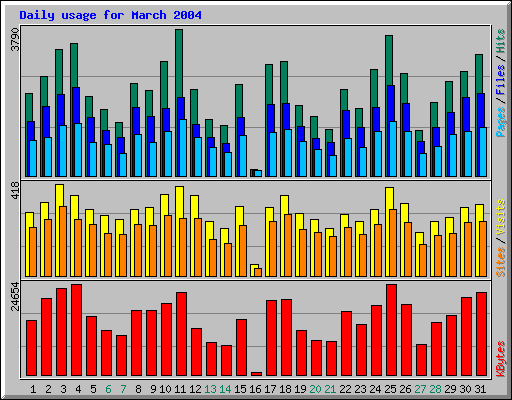 Daily usage for March 2004
3790
Pages/Files/Hits
418
Sites/Visits
24654
KBytes
1 2 3 4 5 6 7 8 9 10 11 12 13 14 15 16 17 18 19 20 21 22 23 24 25 26 27 28 29 30 31